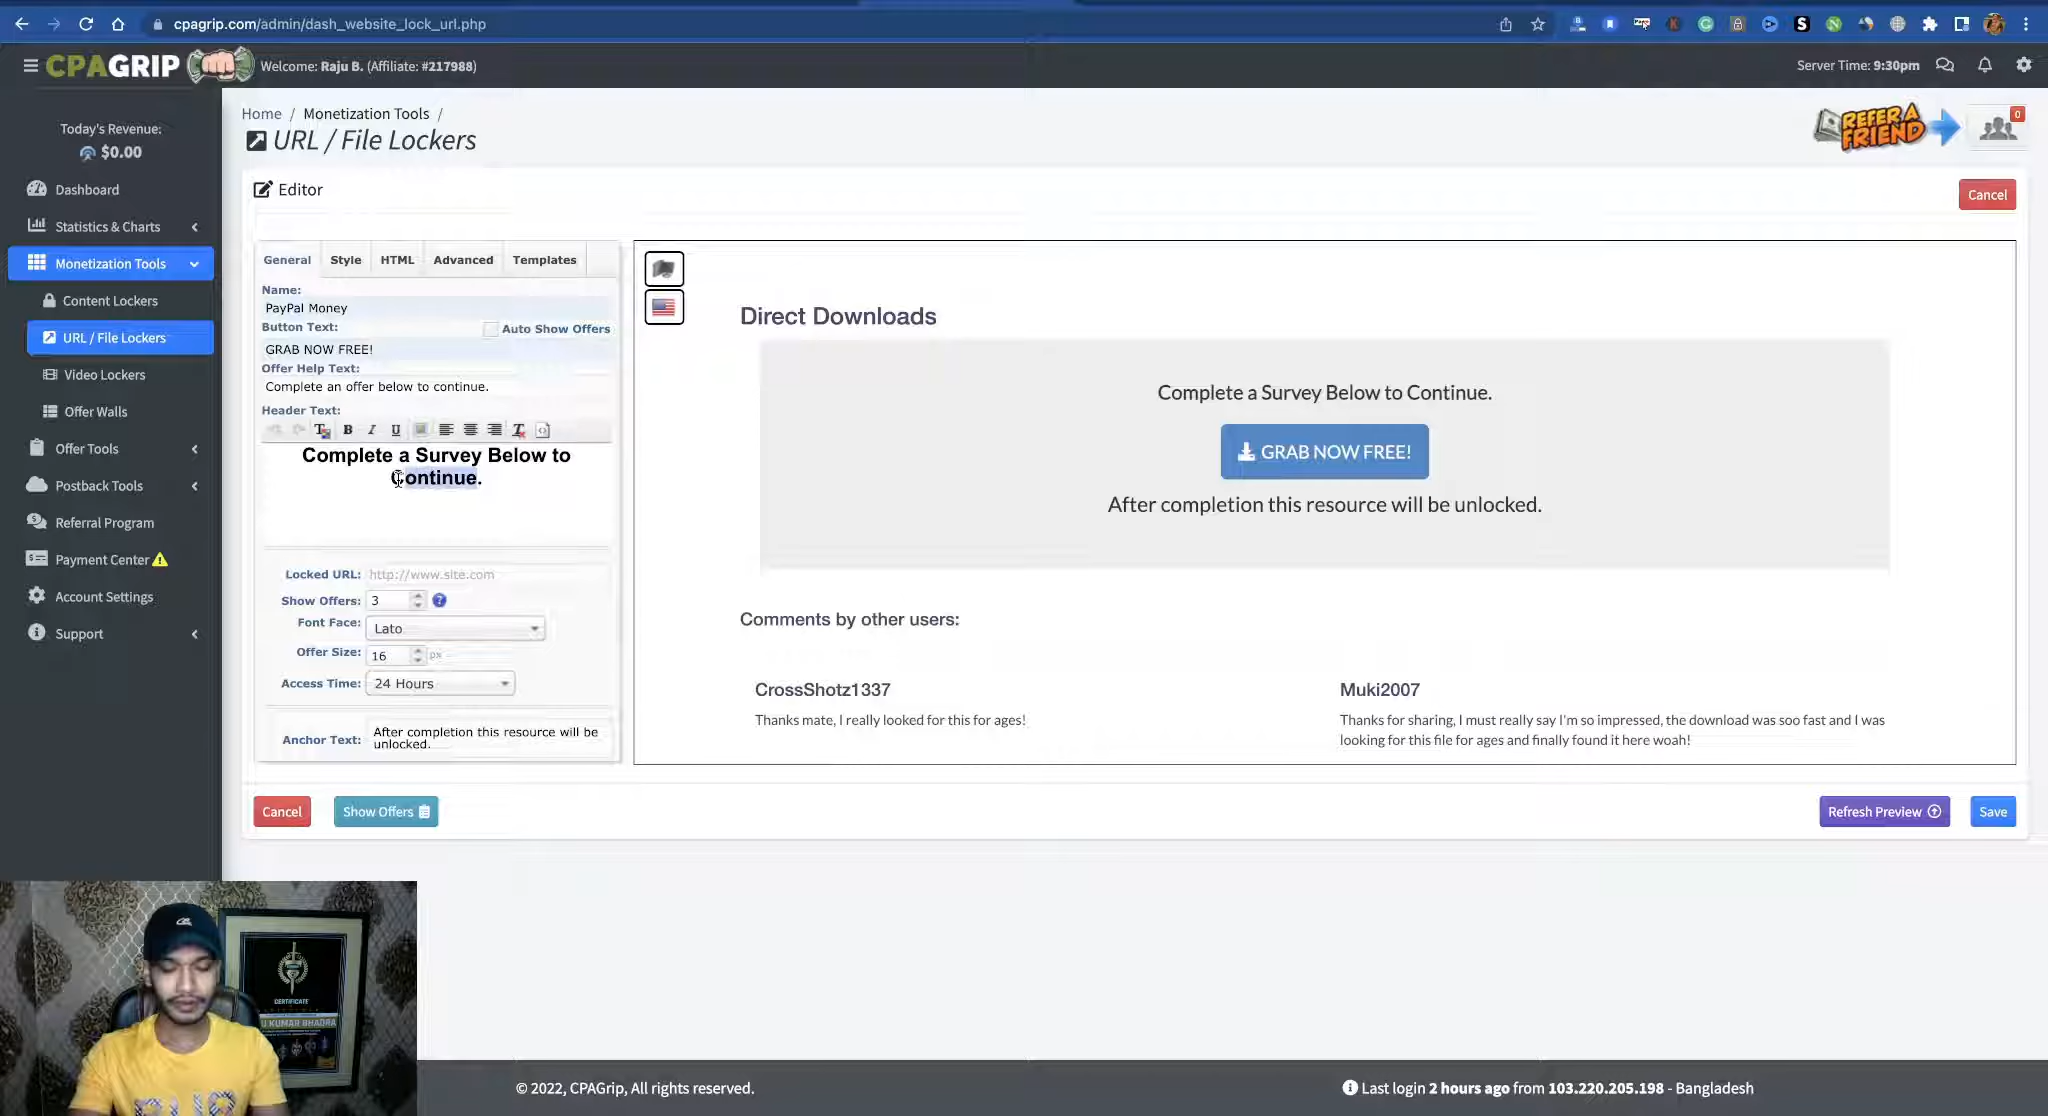 cpagrip.com/admin/dash_website_lock_url.php
CPAGRIP
Welcome: Raju B. (Affiliate: #217988)
Server Time: 9:30pm
Today's Revenue:
$0.00
Dashboard
Statistics & Charts
Monetization Tools
Content Lockers
URL / File Lockers
Video Lockers
Offer Walls
Offer Tools
Postback Tools
Referral Program
Payment Center
Account Settings
Support
Home / Monetization Tools /
URL / File Lockers
REFER A
FRIEND
0
Editor
Cancel
General Style HTML Advanced Templates
Name:
PayPal Money
Button Text:
Auto Show Offers
GRAB NOW FREE!
Offer Help Text:
Complete an offer below to continue.
Header Text:
Complete a Survey Below to
Continue.
Locked URL: http://www.site.com
Show Offers: 3
Font Face: Lato
Offer Size: 16 px
Access Time: 24 Hours
Anchor Text: After completion this resource will be
unlocked.
Direct Downloads
Complete a Survey Below to Continue.
GRAB NOW FREE!
After completion this resource will be unlocked.
Comments by other users:
CrossShotz1337
Thanks mate, I really looked for this for ages!
Muki2007
Thanks for sharing, I must really say I'm so impressed, the download was soo fast and I was
looking for this file for ages and finally found it here woah!
Cancel
Show Offers
Refresh Preview
Save
CERTIFICATE
KUMAR BHADRA
© 2022, CPAGrip, All rights reserved.
Last login 2 hours ago from 103.220.205.198 - Bangladesh